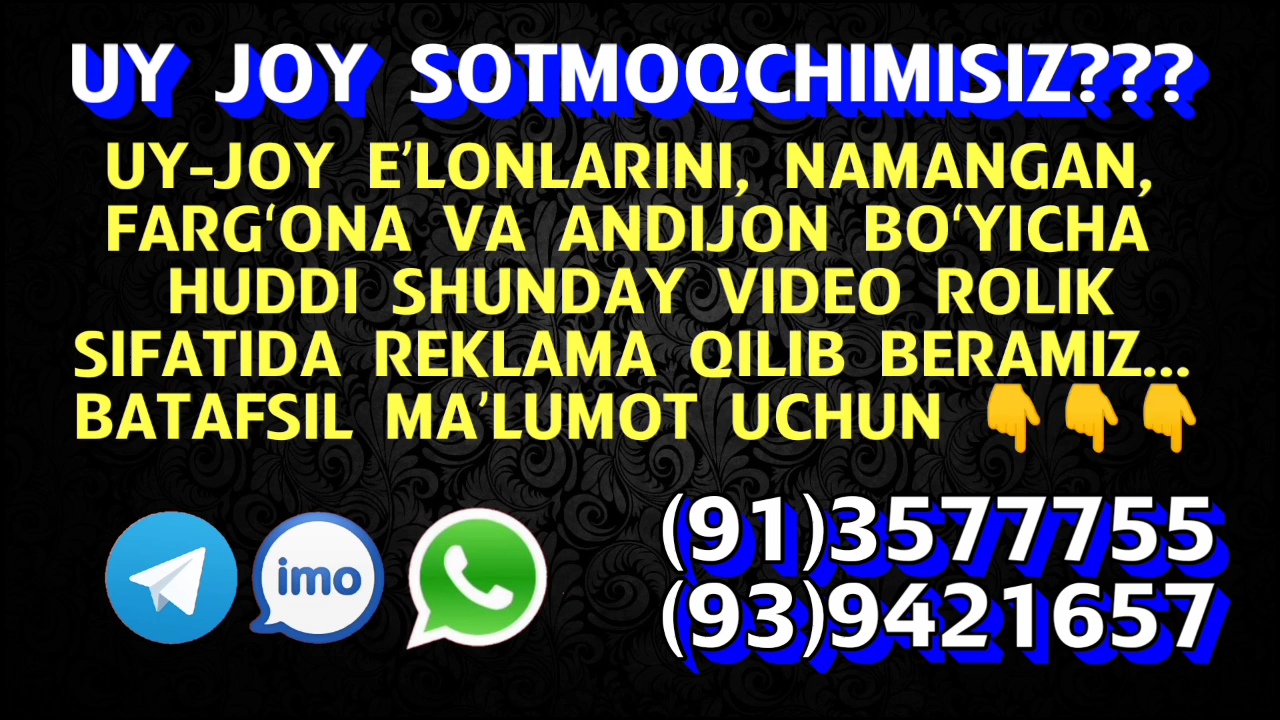 UY JOY SOTMOQCHIMISIZ???
UY-JOY E’LONLARINI, NAMANGAN,
FARG‘ONA VA ANDIJON BO‘YICHA
HUDDI SHUNDAY VIDEO ROLIK
SIFATIDA REKLAMA QILIB BERAMIZ...
BATAFSIL MA’LUMOT UCHUN 👇👇👇
imo
(91)3577755
(93)9421657